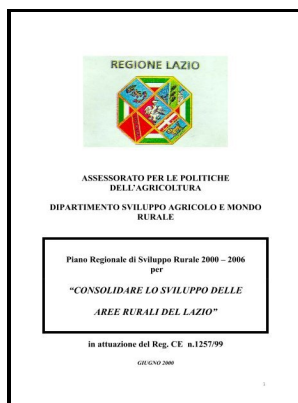 REGIONE LAZIO
ASSESSORATO PER LE POLITICHE
DELL'AGRICOLTURA
DIPARTIMENTO SVILUPPO AGRICOLO E MONDO
RURALE
Piano Regionale di Sviluppo Rurale 2000 – 2006
per
“CONSOLIDARE LO SVILUPPO DELLE
AREE RURALI DEL LAZIO”
in attuazione del Reg. CE n.1257/99
GIUGNO 2000